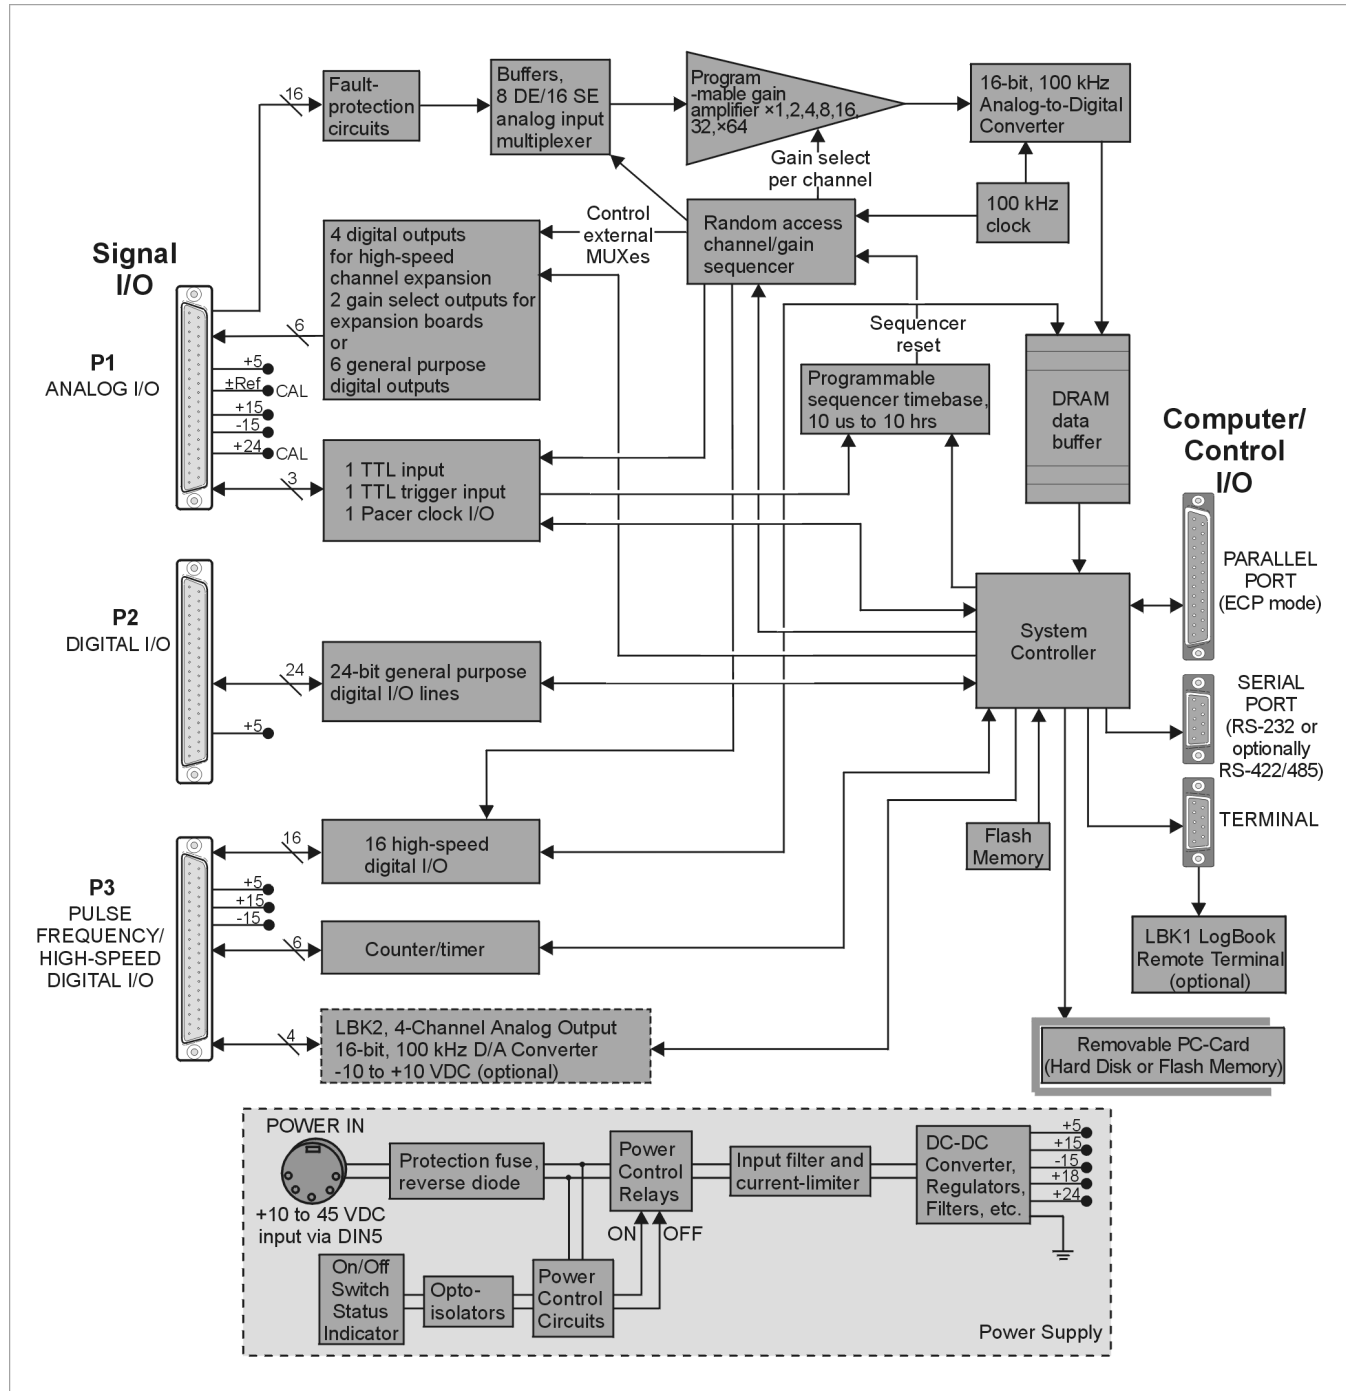 16
Fault-
protection
circuits
Buffers,
8 DE/16 SE
analog input
multiplexer
Program
-mable gain
amplifier ×1,2,4,8,16,
32,×64
16-bit, 100 kHz
Analog-to-Digital
Converter
Gain select
per channel
100 kHz
clock
Control
external
MUXes
Random access
channel/gain
sequencer
Signal
I/O
4 digital outputs
for high-speed
channel expansion
2 gain select outputs for
expansion boards
or
6 general purpose
digital outputs
6
P1
ANALOG I/O
+5
±Ref
CAL
+15
-15
+24
CAL
3
1 TTL input
1 TTL trigger input
1 Pacer clock I/O
Sequencer
reset
Programmable
sequencer timebase,
10 us to 10 hrs
DRAM
data
buffer
Computer/
Control
I/O
PARALLEL
PORT
(ECP mode)
System
Controller
P2
DIGITAL I/O
24
24-bit general purpose
digital I/O lines
+5
SERIAL
PORT
(RS-232 or
optionally
RS-422/485)
TERMINAL
Flash
Memory
16
16 high-speed
digital I/O
P3
PULSE
FREQUENCY/
HIGH-SPEED
DIGITAL I/O
+5
+15
-15
6
Counter/timer
4
LBK2, 4-Channel Analog Output
16-bit, 100 kHz D/A Converter
-10 to +10 VDC (optional)
LBK1 LogBook
Remote Terminal
(optional)
Removable PC-Card
(Hard Disk or Flash Memory)
POWER IN
+10 to 45 VDC
input via DIN5
Protection fuse,
reverse diode
Power
Control
Relays
Input filter and
current-limiter
DC-DC
Converter,
Regulators,
Filters, etc.
+5
+15
-15
+18
+24
ON
OFF
On/Off
Switch
Status
Indicator
Opto-
isolators
Power
Control
Circuits
Power Supply